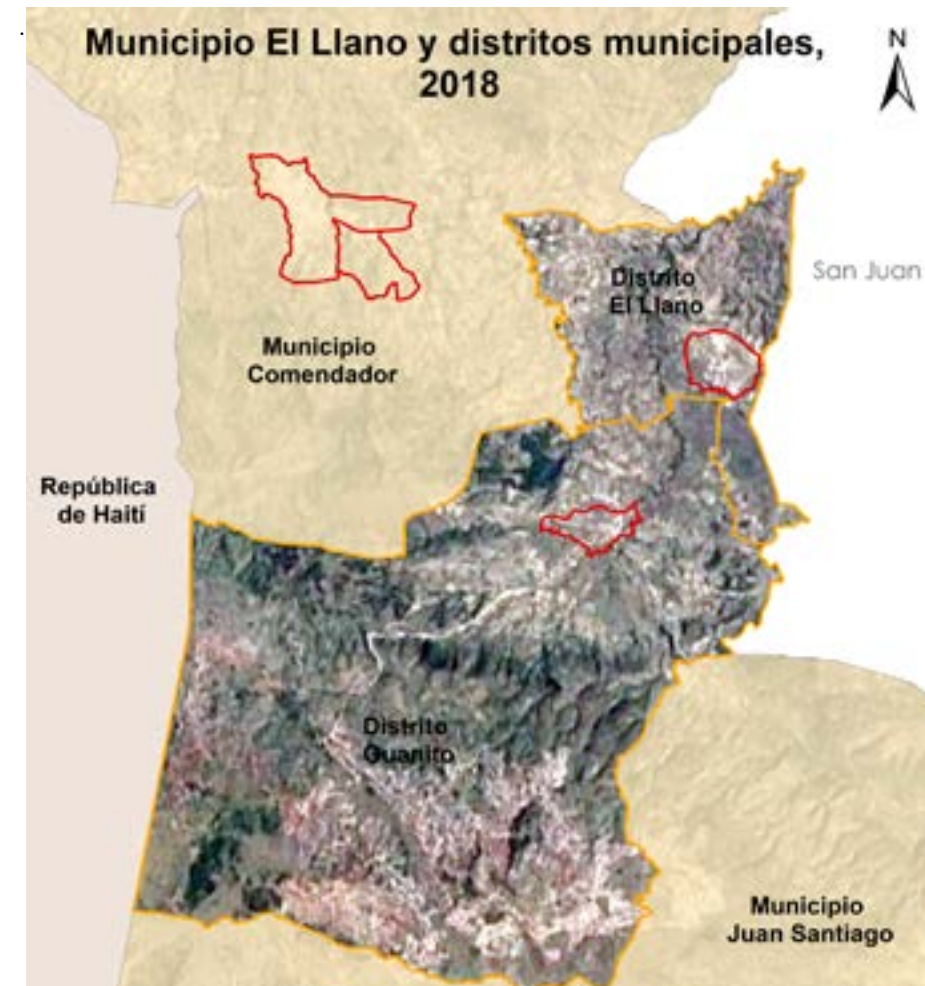 .
Municipio El Llano y distritos municipales,
2018
N
San Juan
Distrito
El Llano
Municipio
Comendador
República
de Haití
Distrito
Guanito
Municipio
Juan Santiago